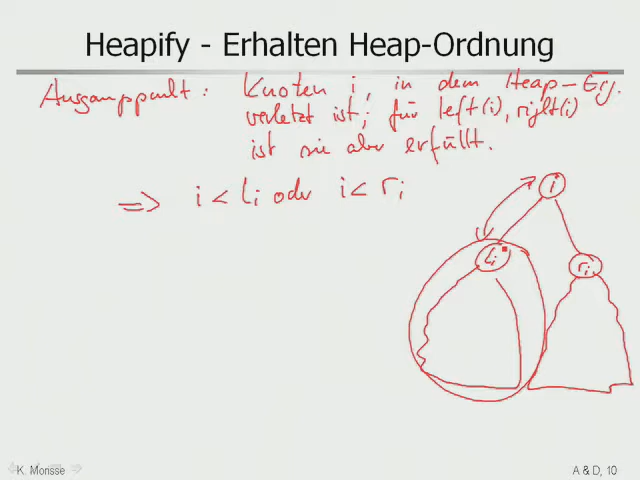 Heapify - Erhalten Heap-Ordnung
Ausgangspunkt: Knoten i, in dem Heap-Eig.
verletzt ist; für left(i), right(i)
ist sie aber erfüllt.
=> i < li oder i < ri
i
li
ri
K. Morisse
A & D, 10